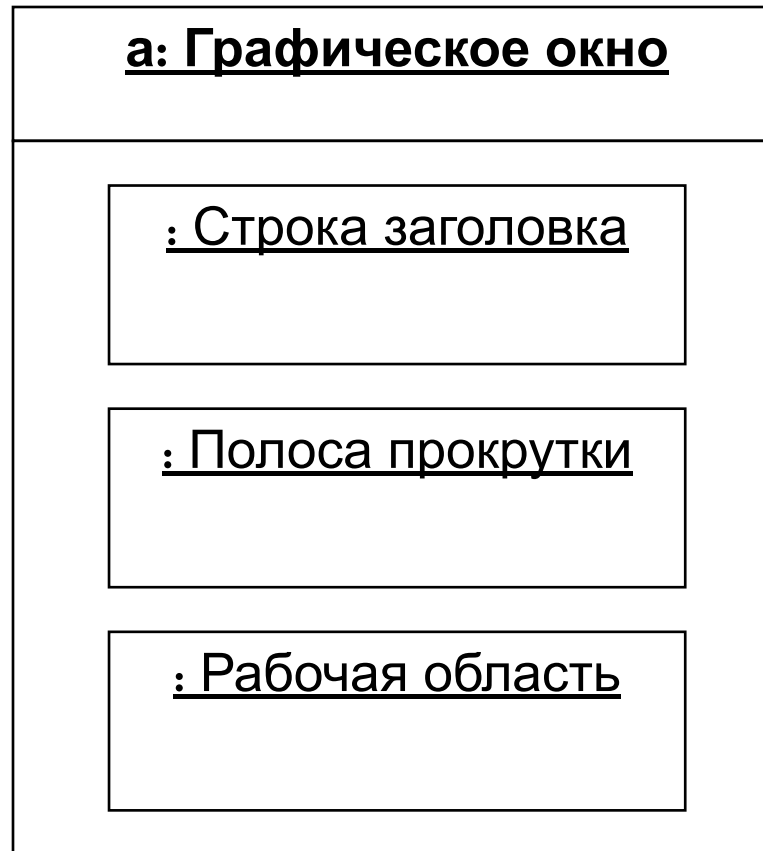 а: Графическое окно
: Строка заголовка
: Полоса прокрутки
: Рабочая область